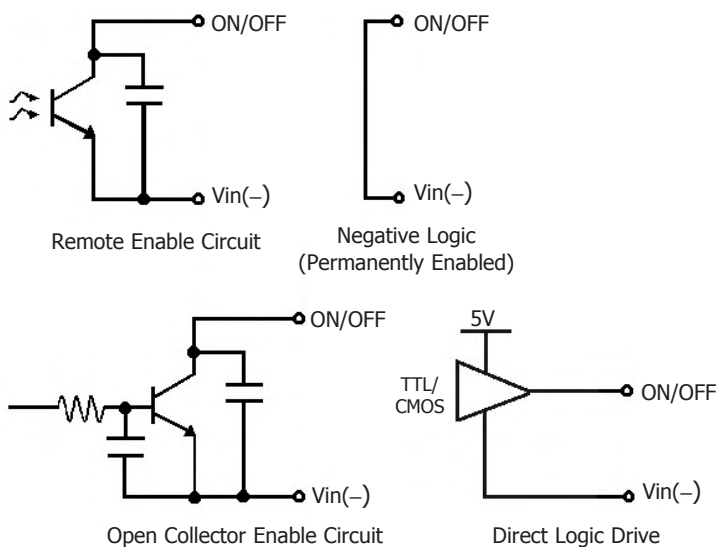 ON/OFF
Vin(−)
Remote Enable Circuit
ON/OFF
Vin(−)
Negative Logic
(Permanently Enabled)
ON/OFF
Vin(−)
Open Collector Enable Circuit
5V
TTL/
CMOS
ON/OFF
Vin(−)
Direct Logic Drive